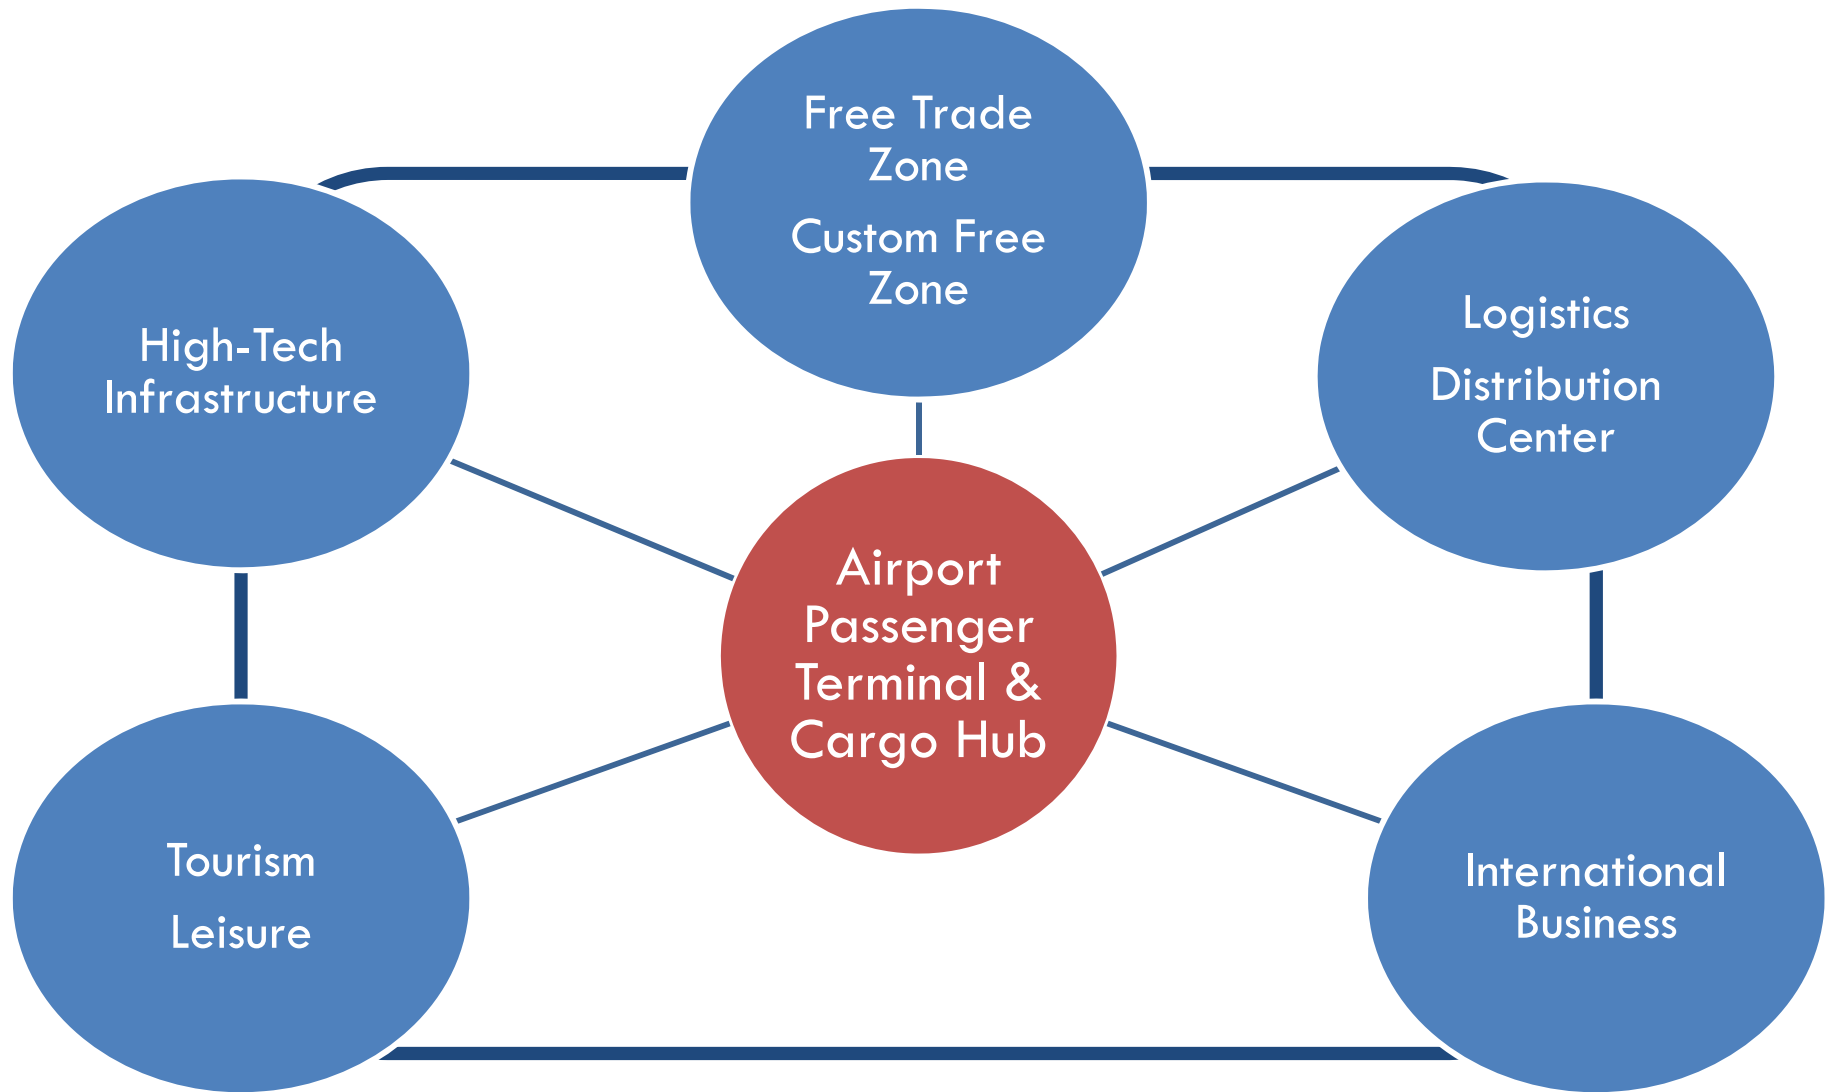 Free Trade
Zone
Custom Free
Zone
High-Tech
Infrastructure
Logistics
Distribution
Center
Airport
Passenger
Terminal &
Cargo Hub
Tourism
Leisure
International
Business